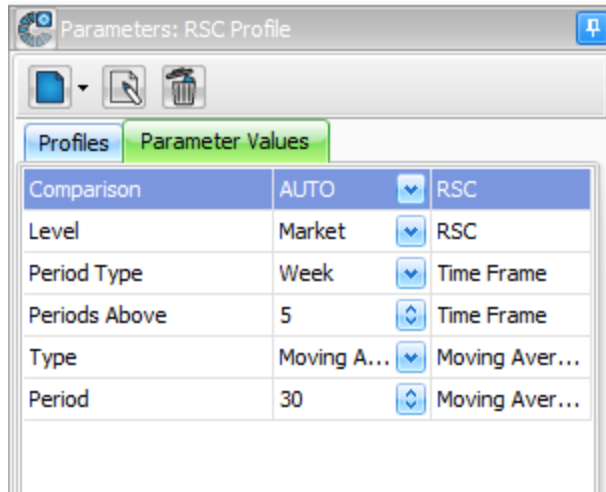 Parameters: RSC Profile
Profiles Parameter Values
Comparison AUTO RSC
Level Market RSC
Period Type Week Time Frame
Periods Above 5 Time Frame
Type Moving A... Moving Aver...
Period 30 Moving Aver...